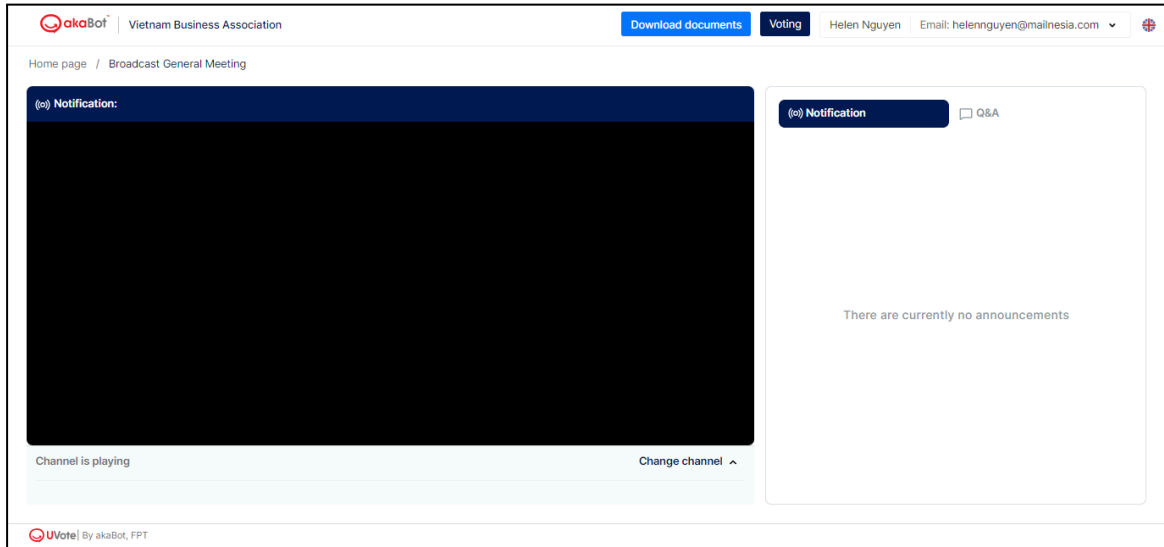 akaBot
Vietnam Business Association
Download documents
Voting
Helen Nguyen
Email: helennguyen@mailnesia.com
Home page / Broadcast General Meeting
Notification:
Notification
Q&A
There are currently no announcements
Channel is playing
Change channel
UVote| By akaBot, FPT